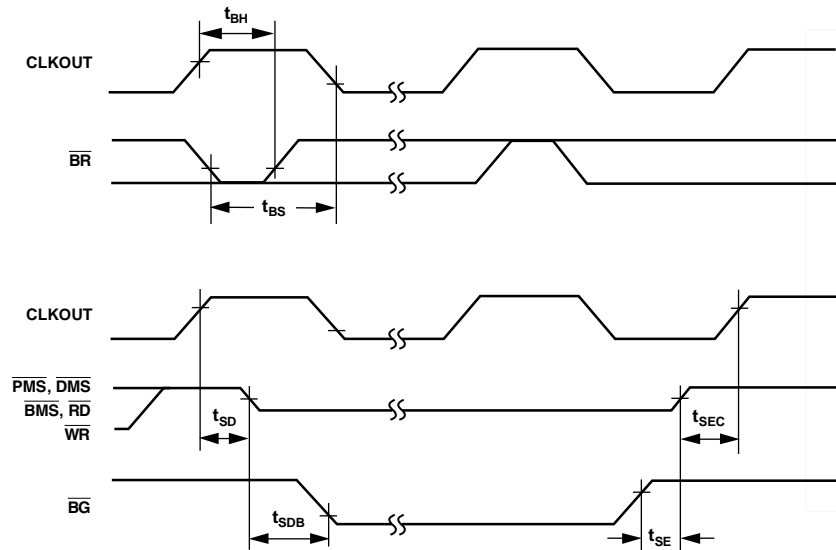 tBH
CLKOUT
BR
tBS
CLKOUT
PMS, DMS
BMS, RD
WR
tSD
tSEC
BG
tSDB
tSE